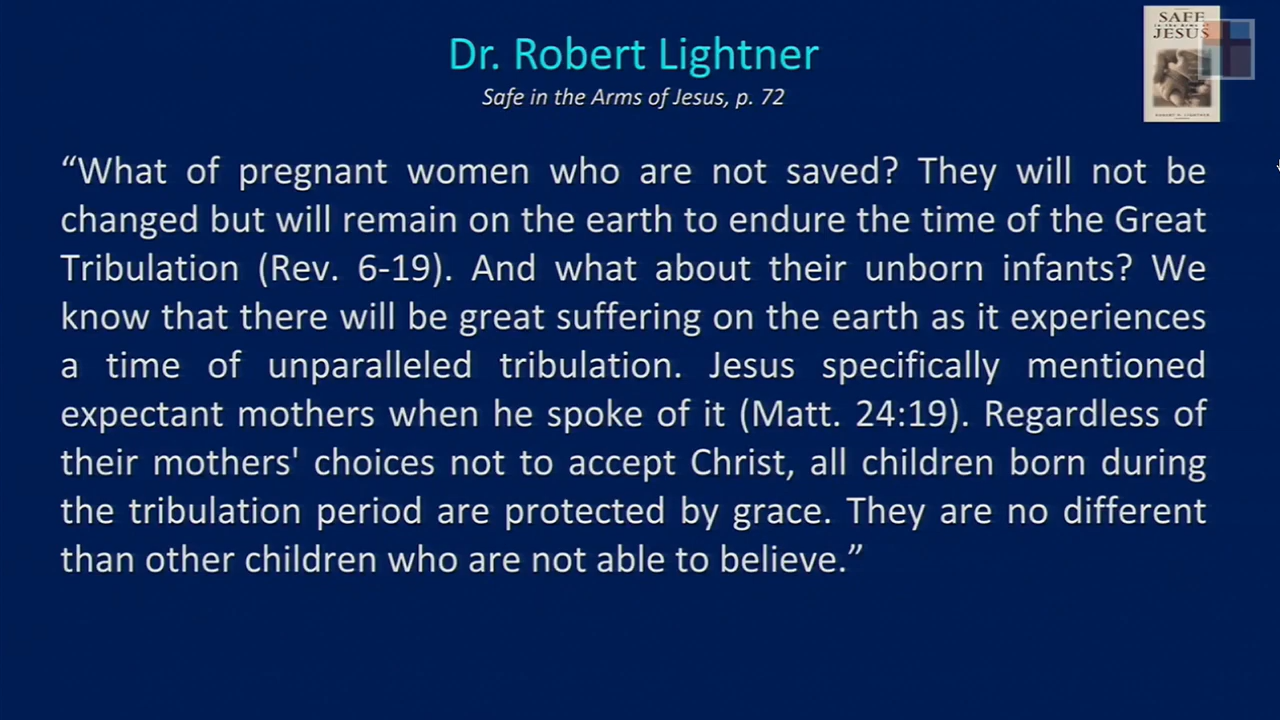 Dr. Robert Lightner
Safe in the Arms of Jesus, p. 72
SAFE
JESUS
“What of pregnant women who are not saved? They will not be
changed but will remain on the earth to endure the time of the Great
Tribulation (Rev. 6-19). And what about their unborn infants? We
know that there will be great suffering on the earth as it experiences
a time of unparalleled tribulation. Jesus specifically mentioned
expectant mothers when he spoke of it (Matt. 24:19). Regardless of
their mothers' choices not to accept Christ, all children born during
the tribulation period are protected by grace. They are no different
than other children who are not able to believe.”